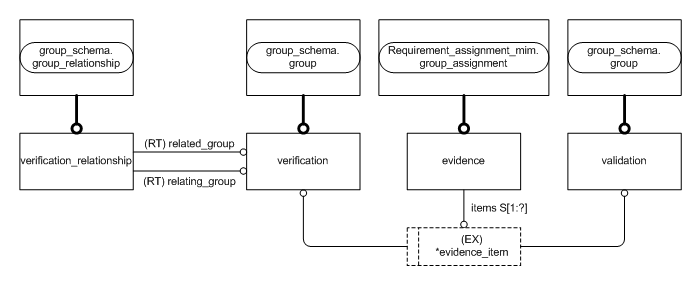 group_schema.
group_relationship
group_schema.
group
Requirement_assignment_mim.
group_assignment
group_schema.
group
(RT) related_group
verification_relationship
verification
evidence
validation
(RT) relating_group
items S[1:?]
(EX)
*evidence_item